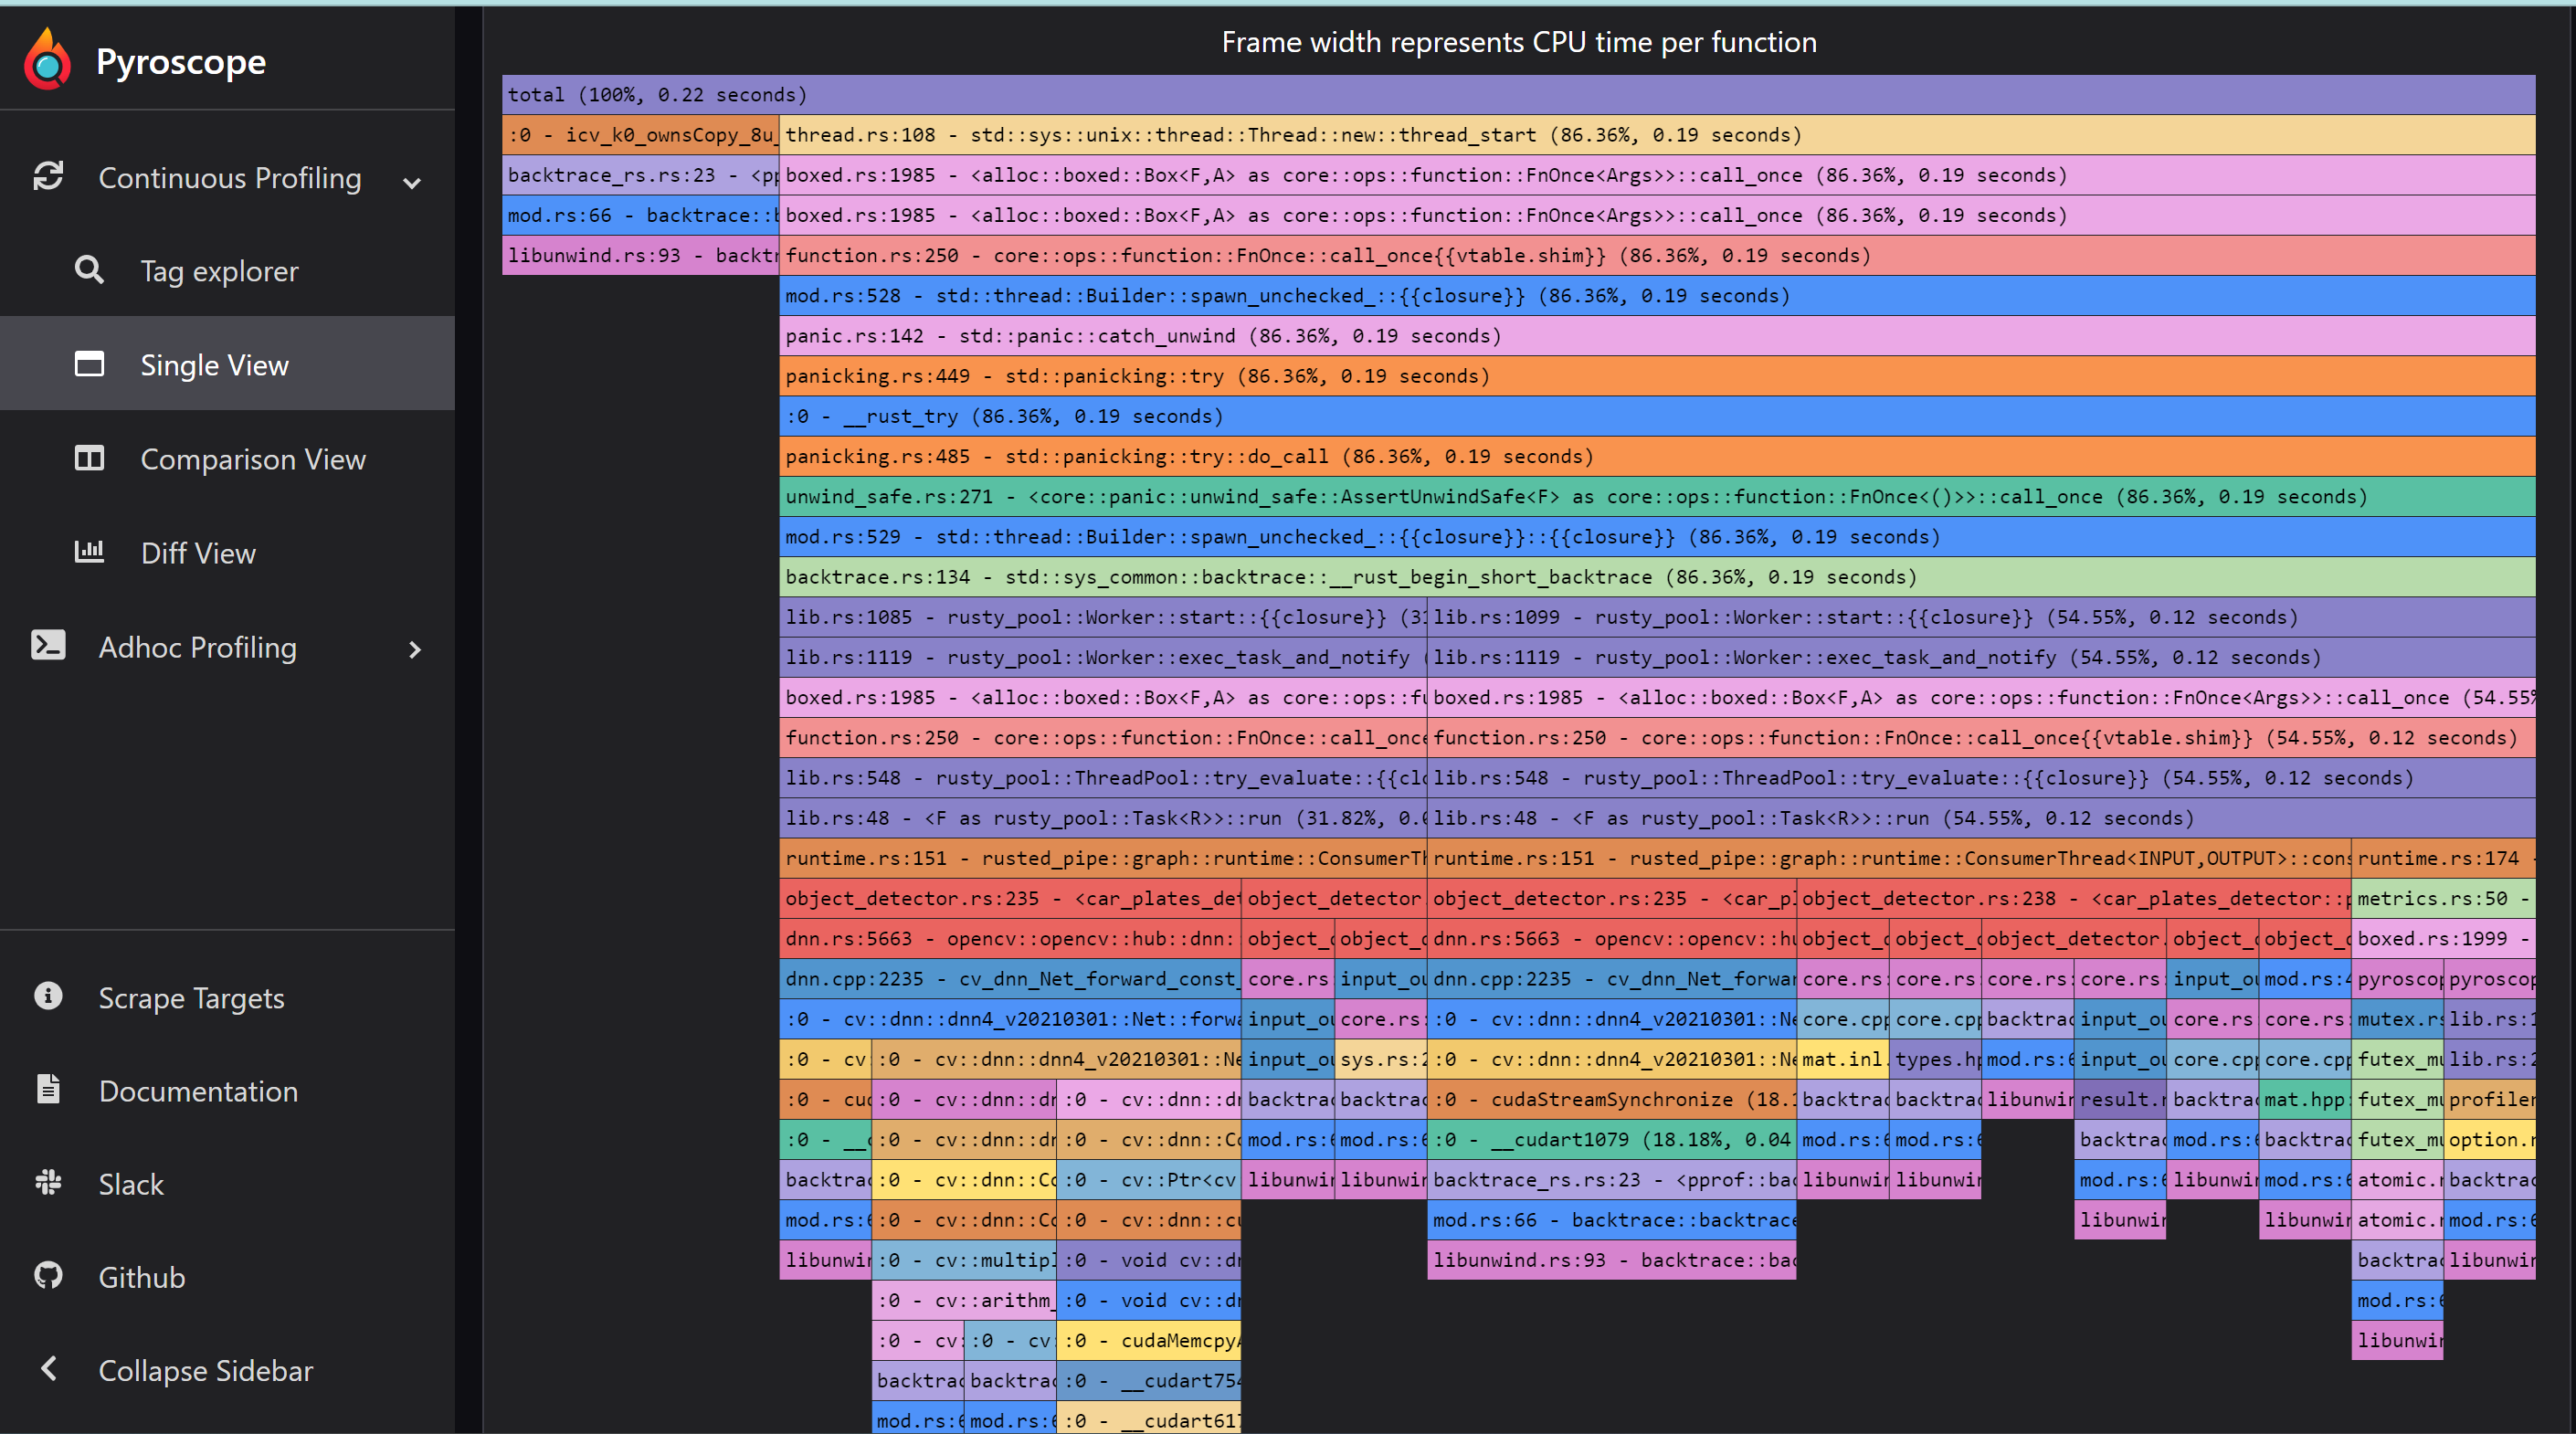 Pyroscope
Continuous Profiling
Tag explorer
Single View
Comparison View
Diff View
Adhoc Profiling
Scrape Targets
Documentation
Slack
Github
Collapse Sidebar
Frame width represents CPU time per function
total (100%, 0.22 seconds)
:0 - icv_k0_ownsCopy_8u_ thread.rs:108 - std::sys::unix::thread::Thread::new::thread_start (86.36%, 0.19 seconds)
backtrace_rs.rs:23 - <pp boxed.rs:1985 - <alloc::boxed::Box<F,A> as core::ops::function::FnOnce<Args>>::call_once (86.36%, 0.19 seconds)
mod.rs:66 - backtrace::b boxed.rs:1985 - <alloc::boxed::Box<F,A> as core::ops::function::FnOnce<Args>>::call_once (86.36%, 0.19 seconds)
libunwind.rs:93 - backtr function.rs:250 - core::ops::function::FnOnce::call_once{{vtable.shim}} (86.36%, 0.19 seconds)
mod.rs:528 - std::thread::Builder::spawn_unchecked_::{{closure}} (86.36%, 0.19 seconds)
panic.rs:142 - std::panic::catch_unwind (86.36%, 0.19 seconds)
panicking.rs:449 - std::panicking::try (86.36%, 0.19 seconds)
:0 - __rust_try (86.36%, 0.19 seconds)
panicking.rs:485 - std::panicking::try::do_call (86.36%, 0.19 seconds)
unwind_safe.rs:271 - <core::panic::unwind_safe::AssertUnwindSafe<F> as core::ops::function::FnOnce<()>>::call_once (86.36%, 0.19 seconds)
mod.rs:529 - std::thread::Builder::spawn_unchecked_::{{closure}}::{{closure}} (86.36%, 0.19 seconds)
backtrace.rs:134 - std::sys_common::backtrace::__rust_begin_short_backtrace (86.36%, 0.19 seconds)
lib.rs:1085 - rusty_pool::Worker::start::{{closure}} (31 lib.rs:1099 - rusty_pool::Worker::start::{{closure}} (54.55%, 0.12 seconds)
lib.rs:1119 - rusty_pool::Worker::exec_task_and_notify ( lib.rs:1119 - rusty_pool::Worker::exec_task_and_notify (54.55%, 0.12 seconds)
boxed.rs:1985 - <alloc::boxed::Box<F,A> as core::ops::fu boxed.rs:1985 - <alloc::boxed::Box<F,A> as core::ops::function::FnOnce<Args>>::call_once (54.55%
function.rs:250 - core::ops::function::FnOnce::call_once function.rs:250 - core::ops::function::FnOnce::call_once{{vtable.shim}} (54.55%, 0.12 seconds)
lib.rs:548 - rusty_pool::ThreadPool::try_evaluate::{{clo lib.rs:548 - rusty_pool::ThreadPool::try_evaluate::{{closure}} (54.55%, 0.12 seconds)
lib.rs:48 - <F as rusty_pool::Task<R>>::run (31.82%, 0.0 lib.rs:48 - <F as rusty_pool::Task<R>>::run (54.55%, 0.12 seconds)
runtime.rs:151 - rusted_pipe::graph::runtime::ConsumerTh runtime.rs:151 - rusted_pipe::graph::runtime::ConsumerThread<INPUT,OUTPUT>::cons runtime.rs:174 -
object_detector.rs:235 - <car_plates_det object_detector. object_detector.rs:235 - <car_pl object_detector.rs:238 - <car_plates_detector::p metrics.rs:50 -
dnn.rs:5663 - opencv::opencv::hub::dnn: object_d object_d dnn.rs:5663 - opencv::opencv::hu object_d object_d object_detector. object_d object_d boxed.rs:1999 -
dnn.cpp:2235 - cv_dnn_Net_forward_const_ core.rs: input_ou dnn.cpp:2235 - cv_dnn_Net_forwar core.rs: core.rs: core.rs: core.rs: input_ou mod.rs:4 pyroscop pyroscop
:0 - cv::dnn::dnn4_v20210301::Net::forwa input_ou core.rs: :0 - cv::dnn::dnn4_v20210301::Ne core.cpp core.cpp backtrac input_ou core.rs core.rs: mutex.rs lib.rs:1
:0 - cv: :0 - cv::dnn::dnn4_v20210301::Ne input_ou sys.rs:2 :0 - cv::dnn::dnn4_v20210301::Ne mat.inl. types.hp mod.rs:6 input_ou core.cpp core.cpp futex_mu lib.rs:2
:0 - cud :0 - cv::dnn::dn :0 - cv::dnn::dn backtrac backtrac :0 - cudaStreamSynchronize (18.1 backtrac backtrac libunwin result.r backtrac mat.hpp: futex_mu profiler
:0 - __c :0 - cv::dnn::dn :0 - cv::dnn::Co mod.rs:6 mod.rs:6 :0 - __cudart1079 (18.18%, 0.04 mod.rs:6 mod.rs:6 backtrac mod.rs:6 backtrac futex_mu option.r
backtrac :0 - cv::dnn::Co :0 - cv::Ptr<cv libunwin libunwin backtrace_rs.rs:23 - <pprof::bac libunwin libunwin mod.rs:6 libunwin mod.rs:6 atomic.r backtrac
mod.rs:6 :0 - cv::dnn::Co :0 - cv::dnn::cu mod.rs:66 - backtrace::backtrace libunwin libunwin atomic.r mod.rs:6
libunwin :0 - cv::multipl :0 - void cv::dn libunwind.rs:93 - backtrace::bac backtrac libunwin
:0 - cv::arithm_ :0 - void cv::dn mod.rs:6
:0 - cv: :0 - cv: :0 - cudaMemcpyA libunwin
backtrac backtrac :0 - __cudart754
mod.rs:6 mod.rs:6 :0 - __cudart617